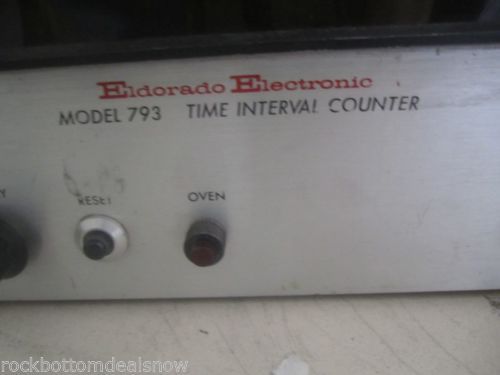 Eldorado Electronic
MODEL 793 TIME INTERVAL COUNTER
RESET
OVEN
rockbottomdealsnow